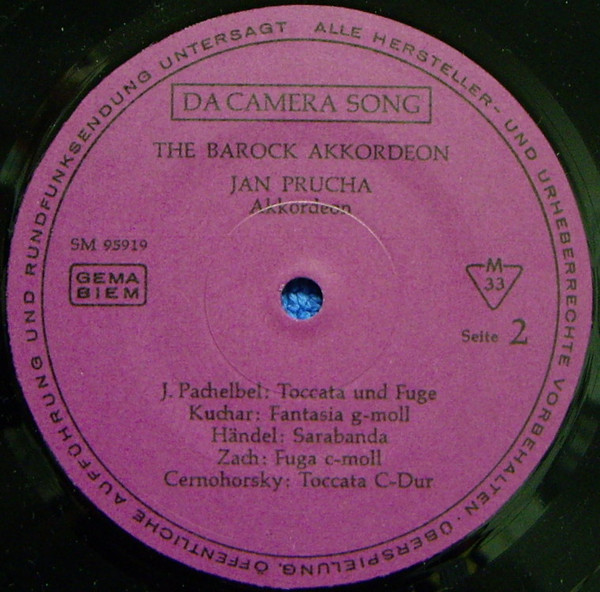 ALLE HERSTELLER- UND URHEBERRECHTE VORBEHALTEN · ÜBERSPIELUNG, ÖFFENTLICHE AUFFÜHRUNG UND RUNDFUNKSENDUNG UNTERSAGT
DA CAMERA SONG
THE BAROCK AKKORDEON
JAN PRUCHA
Akkordeon
SM 95919
GEMA
BIEM
M
33
Seite 2
J. Pachelbel: Toccata und Fuge
Kuchar: Fantasia g-moll
Händel: Sarabanda
Zach: Fuga c-moll
Cernohorsky: Toccata C-Dur